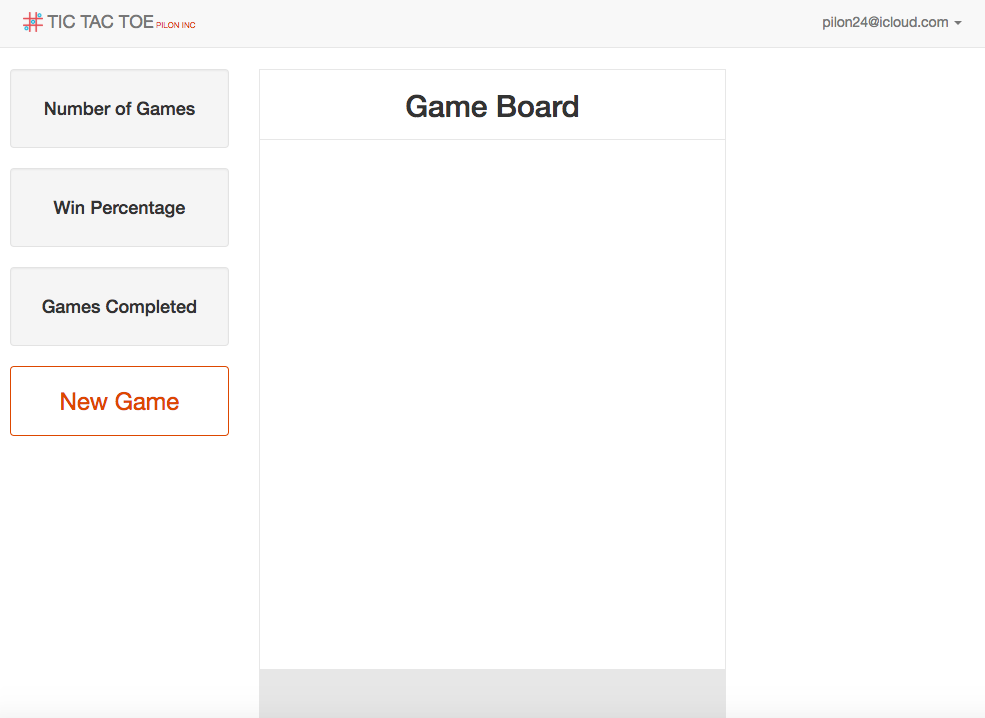 TIC TAC TOE PILON INC
pilon24@icloud.com
Number of Games
Game Board
Win Percentage
Games Completed
New Game